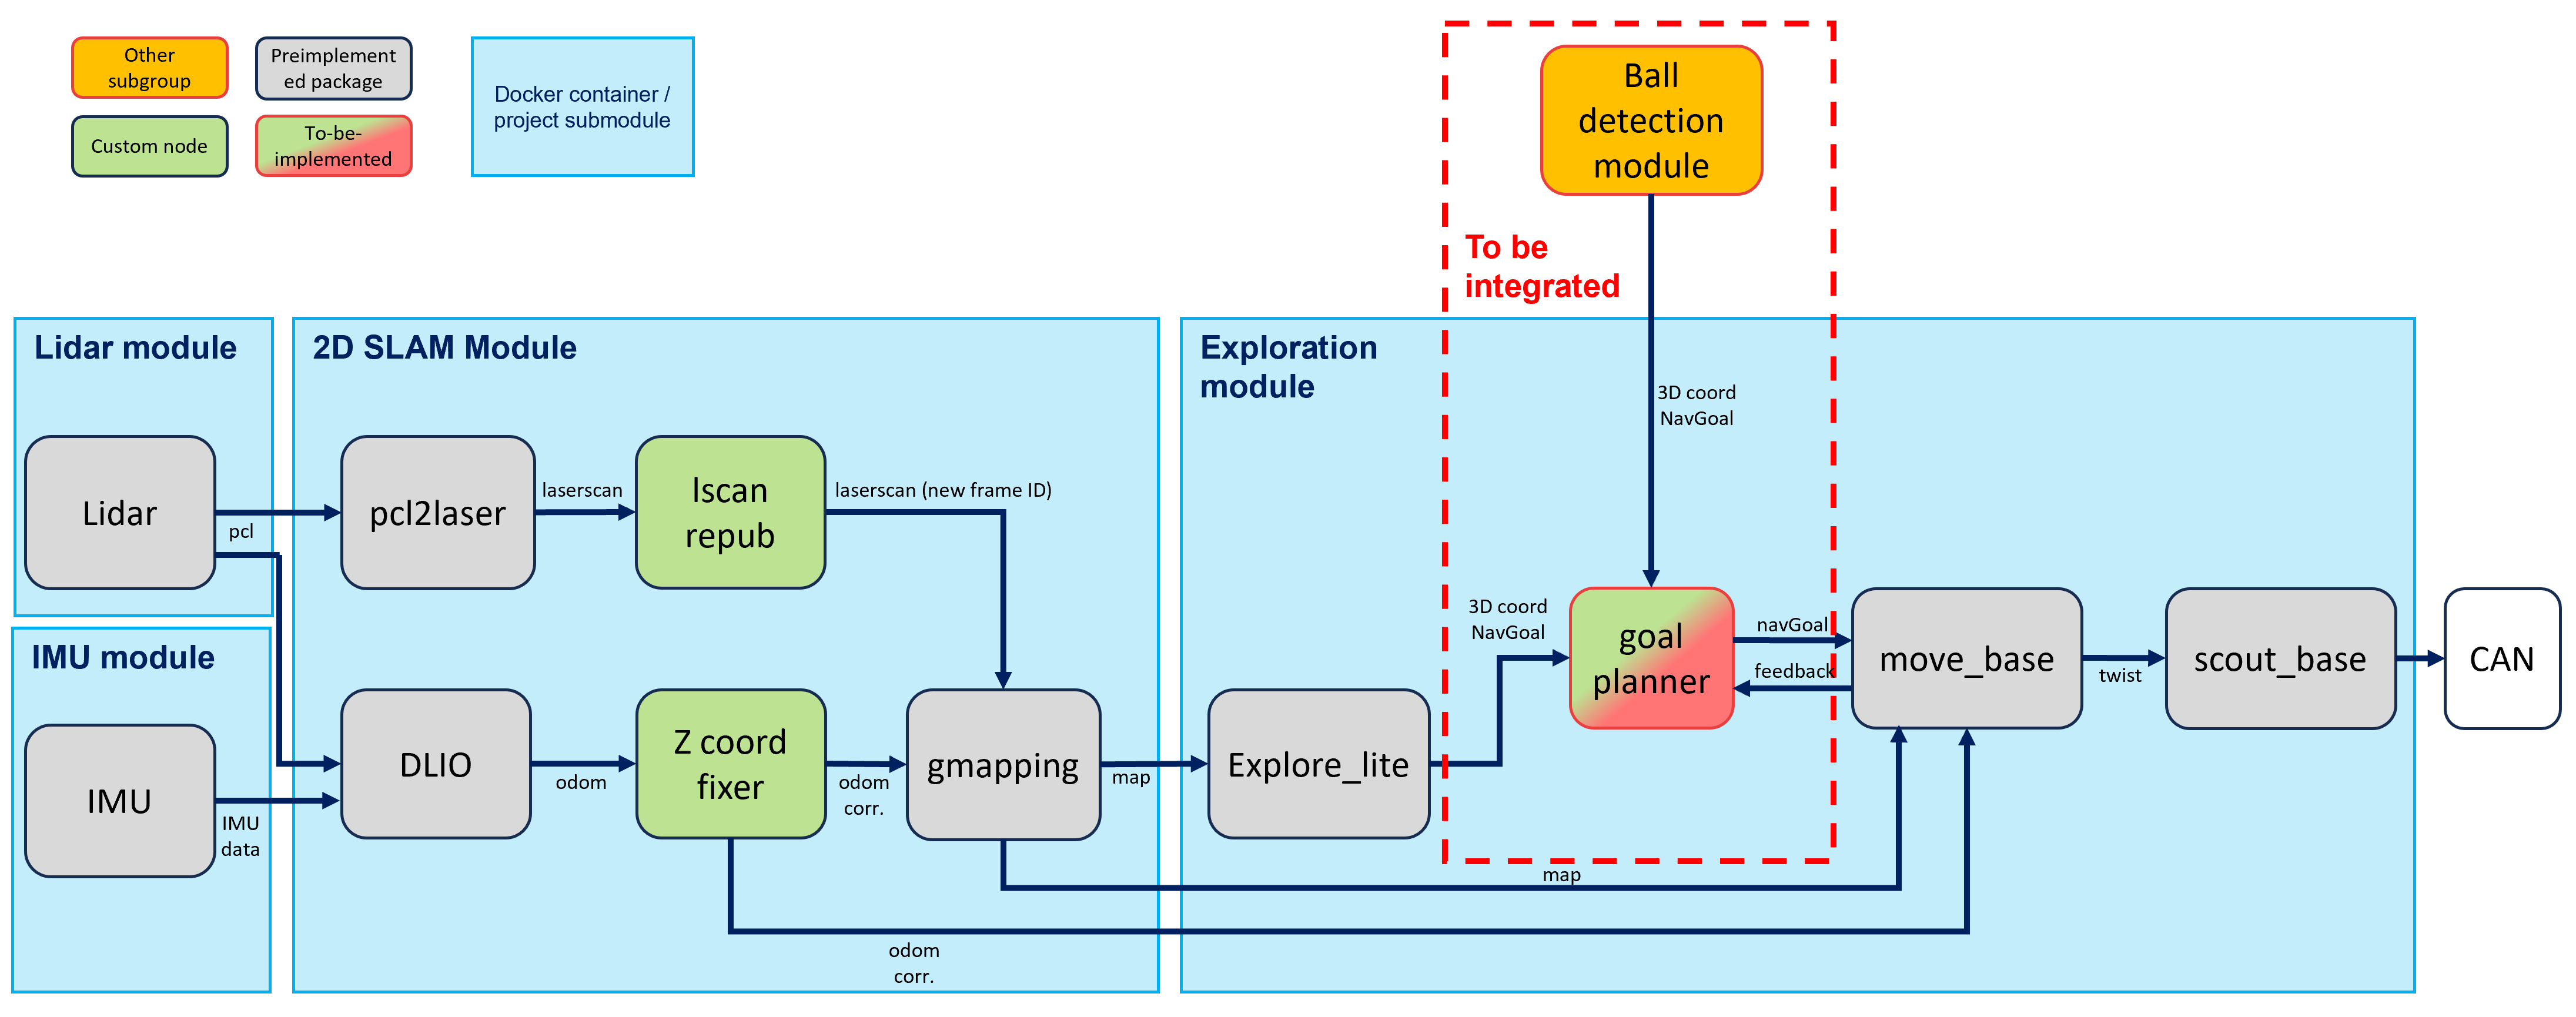 Other
subgroup
Preimplement
ed package
Custom node
To-be-
implemented
Docker container /
project submodule
Ball
detection
module
To be
integrated
Lidar module
2D SLAM Module
Exploration
module
3D coord
NavGoal
Lidar
pcl
pcl2laser
laserscan
lscan
repub
laserscan (new frame ID)
IMU module
IMU
IMU
data
DLIO
odom
Z coord
fixer
odom
corr.
gmapping
map
Explore_lite
3D coord
NavGoal
goal
planner
navGoal
feedback
move_base
twist
scout_base
CAN
map
odom
corr.